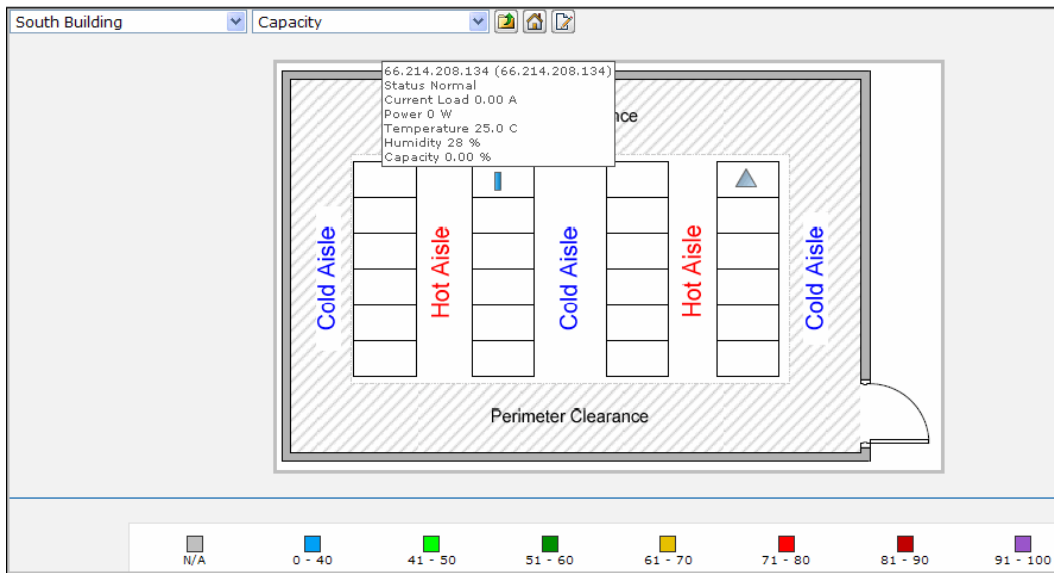 South Building
Capacity
66.214.208.134 (66.214.208.134)
Status Normal
Current Load 0.00 A
Power 0 W
Temperature 25.0 C
Humidity 28 %
Capacity 0.00 %
nce
Cold Aisle
Hot Aisle
Cold Aisle
Hot Aisle
Cold Aisle
Perimeter Clearance
N/A
0 - 40
41 - 50
51 - 60
61 - 70
71 - 80
81 - 90
91 - 100